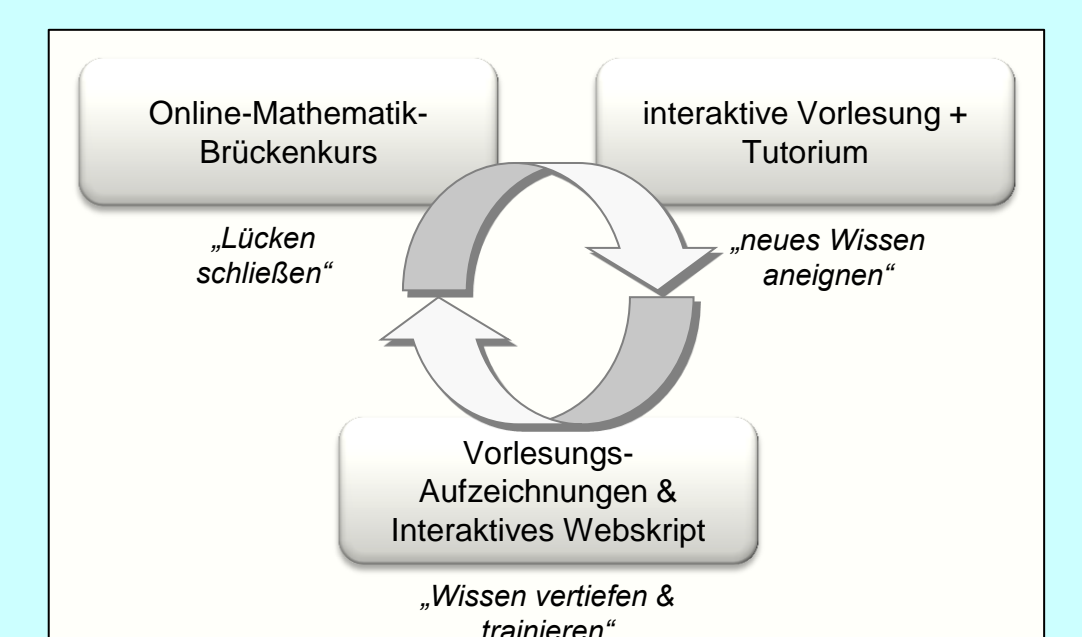 Online-Mathematik-
Brückenkurs
interaktive Vorlesung +
Tutorium
„Lücken
schließen“
„neues Wissen
aneignen“
Vorlesungs-
Aufzeichnungen &
Interaktives Webskript
„Wissen vertiefen &
trainieren“